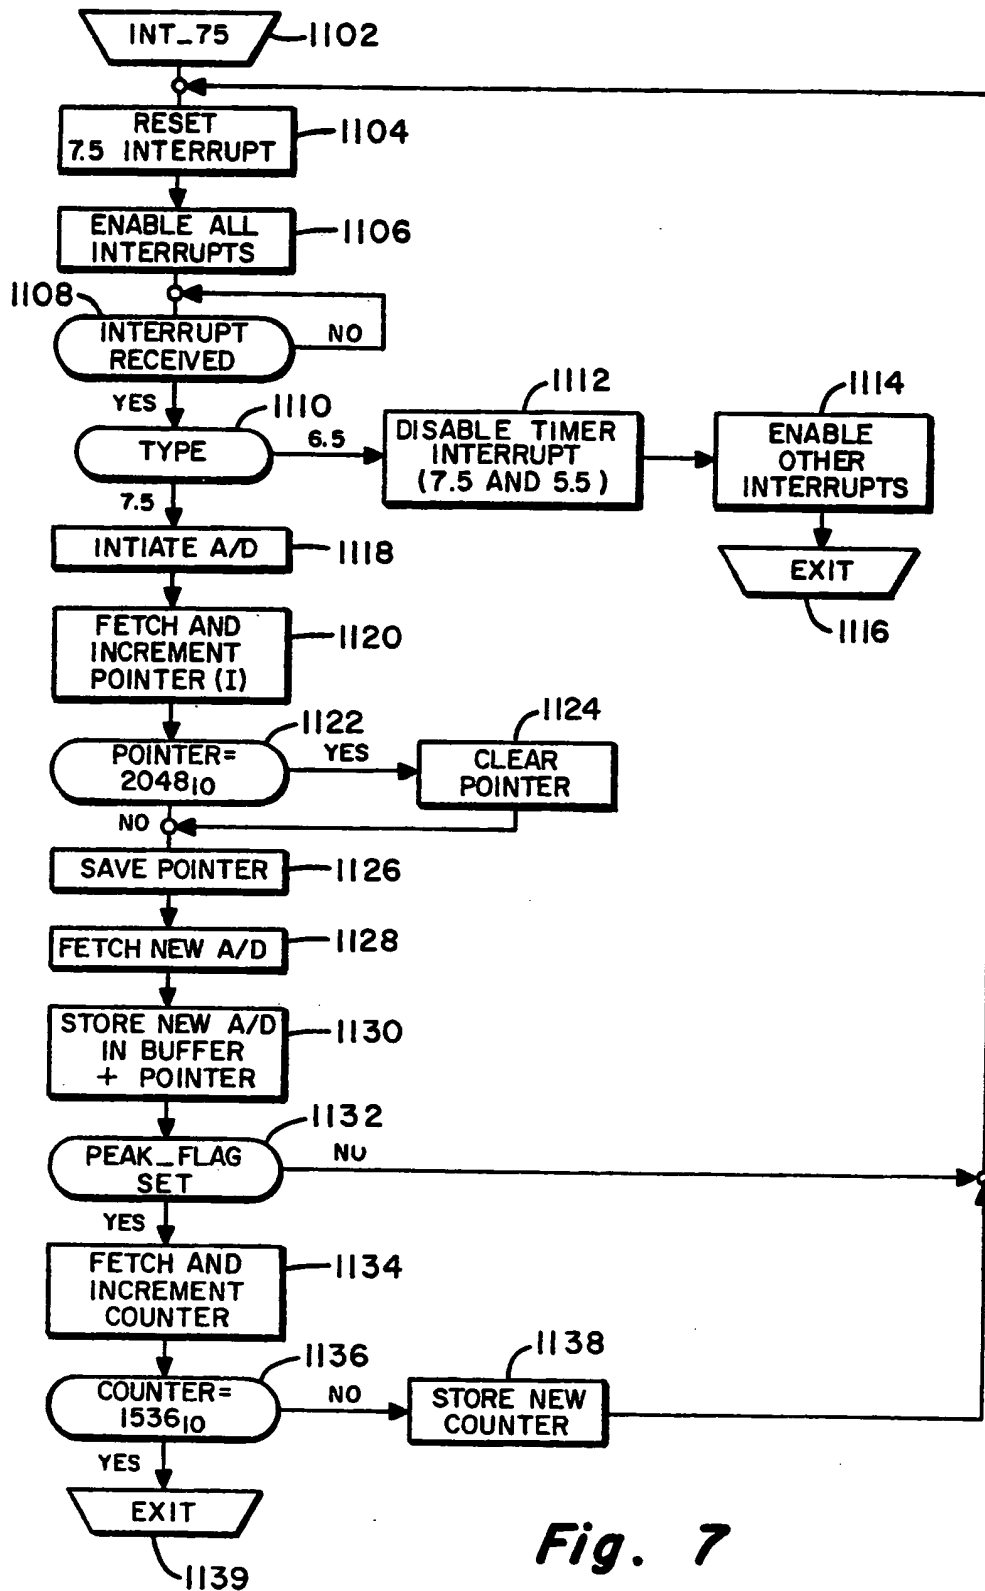 INT_75
1102
RESET
7.5 INTERRUPT
1104
ENABLE ALL
INTERRUPTS
1106
1108
INTERRUPT
RECEIVED
NO
YES
1110
TYPE
6.5
1112
DISABLE TIMER
INTERRUPT
(7.5 AND 5.5)
1114
ENABLE
OTHER
INTERRUPTS
EXIT
1116
7.5
INTIATE A/D
1118
FETCH AND
INCREMENT
POINTER (I)
1120
1122
POINTER=
2048₁₀
YES
1124
CLEAR
POINTER
NO
SAVE POINTER
1126
FETCH NEW A/D
1128
STORE NEW A/D
IN BUFFER
+ POINTER
1130
1132
PEAK_FLAG
SET
NO
YES
FETCH AND
INCREMENT
COUNTER
1134
1136
COUNTER=
1536₁₀
NO
1138
STORE NEW
COUNTER
YES
EXIT
1139
Fig. 7